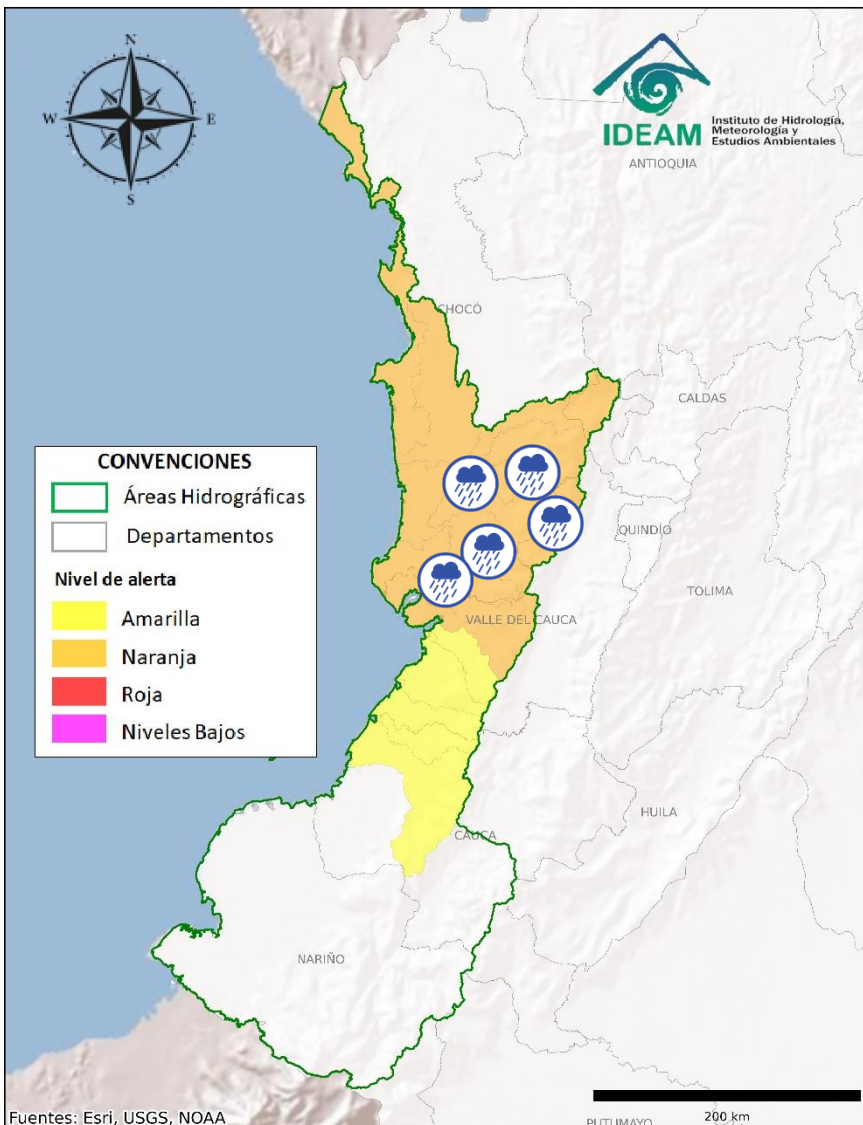 N
W
E
S
IDEAM
Instituto de Hidrología,
Meteorología y
Estudios Ambientales
ANTIOQUIA
CHOCÓ
CALDAS
CONVENCIONES
Áreas Hidrográficas
Departamentos
Nivel de alerta
Amarilla
Naranja
Roja
Niveles Bajos
QUINDÍO
TOLIMA
VALLE DEL CAUCA
HUILA
CAUCA
NARIÑO
PUTUMAYO
200 km
Fuentes: Esri, USGS, NOAA